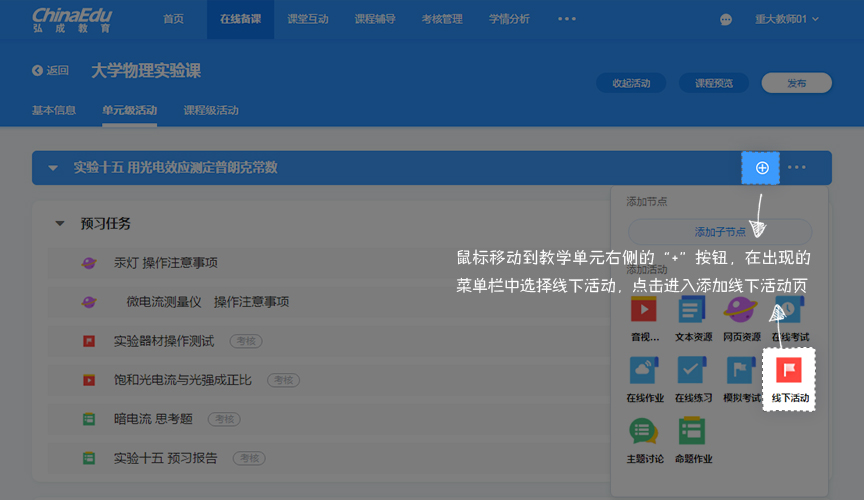 ChinaEdu
弘成教育
首页
在线备课
课堂互动
课程辅导
考核管理
学情分析
重大教师01
返回
大学物理实验课
收起活动
课程预览
发布
基本信息
单元级活动
课程级活动
实验十五 用光电效应测定普朗克常数
添加节点
预习任务
添加子节点
汞灯 操作注意事项
鼠标移动到教学单元右侧的“+”按钮，在出现的
添加活动
菜单栏中选择线下活动，点击进入添加线下活动页
微电流测量仪 操作注意事项
音视...
文本资源
网页资源
在线考试
实验器材操作测试 考核
饱和光电流与光强成正比 考核
在线作业
在线练习
模拟考试
线下活动
暗电流 思考题 考核
实验十五 预习报告 考核
主题讨论
命题作业